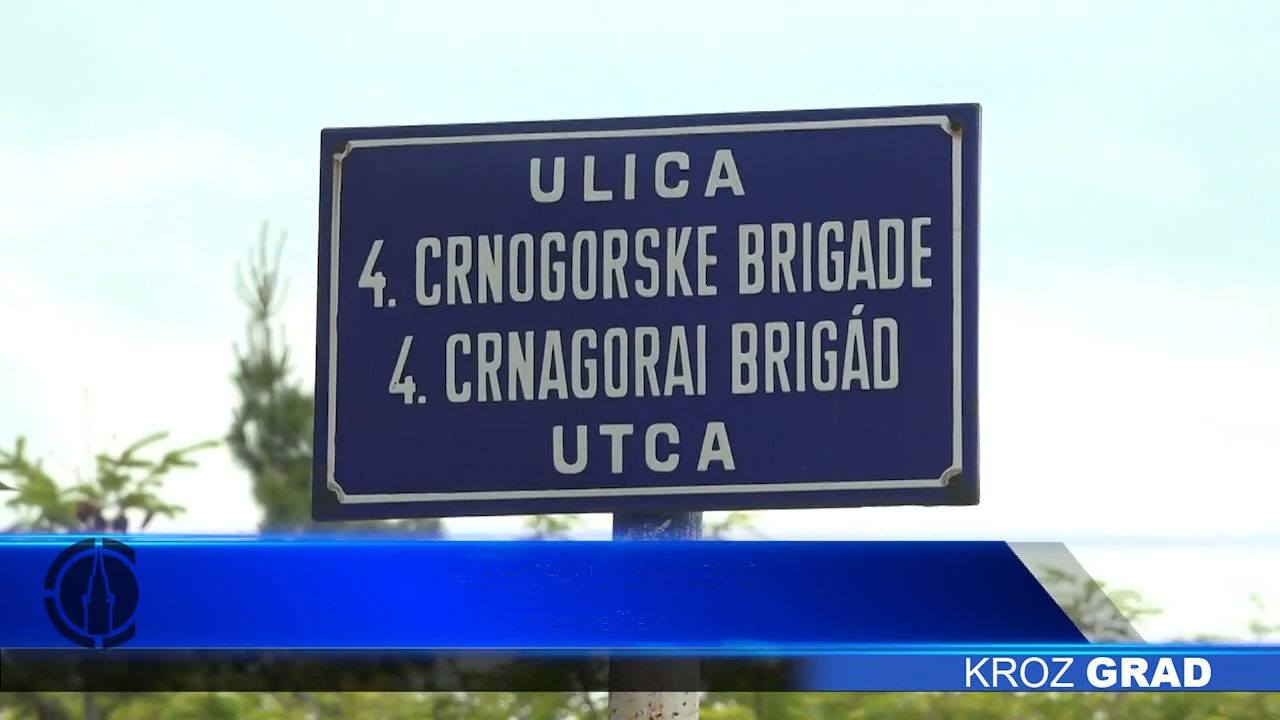 ULICA
4. CRNOGORSKE BRIGADE
4. CRNAGORAI BRIGÁD
UTCA
KROZ GRAD